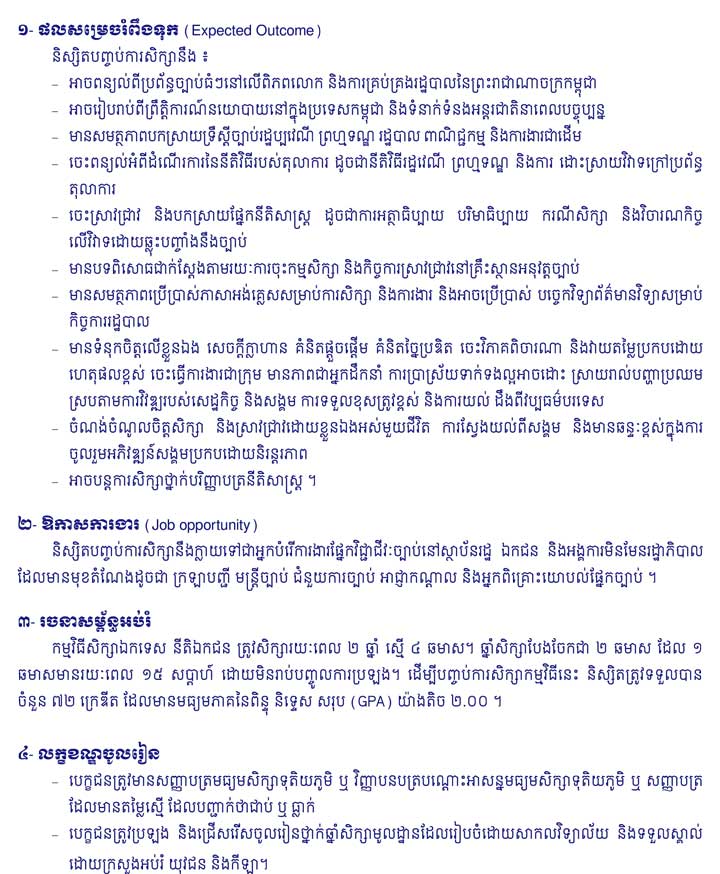 ១- ផលសម្រេចរំពឹងទុក (Expected Outcome)
និស្សិតបញ្ចប់ការសិក្សានឹង ៖
– អាចពន្យល់ពីប្រព័ន្ធច្បាប់ធំៗនៅលើពិភពលោក និងការគ្រប់គ្រងរដ្ឋបាលនៃព្រះរាជាណាចក្រកម្ពុជា
– អាចរៀបរាប់ពីព្រឹត្តិការណ៍នយោបាយនៅក្នុងប្រទេសកម្ពុជា និងទំនាក់ទំនងអន្តរជាតិនាពេលបច្ចុប្បន្ន
– មានសមត្ថភាពបកស្រាយទ្រឹស្តីច្បាប់រដ្ឋប្បវេណី ព្រហ្មទណ្ឌ រដ្ឋបាល ពាណិជ្ជកម្ម និងការងារជាដើម
– ចេះពន្យល់អំពីដំណើរការនៃនីតិវិធីរបស់តុលាការ ដូចជានីតិវិធីរដ្ឋវេណី ព្រហ្មទណ្ឌ និងការ ដោះស្រាយវិវាទក្រៅប្រព័ន្ធ
តុលាការ
– ចេះស្រាវជ្រាវ និងបកស្រាយផ្នែកនីតិសាស្ត្រ ដូចជាការអត្ថាធិប្បាយ បរិមាធិប្បាយ ករណីសិក្សា និងវិចារណកិច្ច
លើវិវាទដោយឆ្លុះបញ្ចាំងនឹងច្បាប់
– មានបទពិសោធជាក់ស្តែងតាមរយៈការចុះកម្មសិក្សា និងកិច្ចការស្រាវជ្រាវនៅគ្រឹះស្ថានអនុវត្តច្បាប់
– មានសមត្ថភាពប្រើប្រាស់ភាសាអង់គ្លេសសម្រាប់ការសិក្សា និងការងារ និងអាចប្រើប្រាស់ បច្ចេកវិទ្យាព័ត៌មានវិទ្យាសម្រាប់
កិច្ចការរដ្ឋបាល
– មានទំនុកចិត្តលើខ្លួនឯង សេចក្តីក្លាហាន គំនិតផ្តួចផ្តើម គំនិតច្នៃប្រឌិត ចេះវិភាគពិចារណា និងវាយតម្លៃប្រកបដោយ
ហេតុផលខ្ពស់ ចេះធ្វើការងារជាក្រុម មានភាពជាអ្នកដឹកនាំ ការប្រាស្រ័យទាក់ទងល្អអាចដោះ ស្រាយរាល់បញ្ហាប្រឈម
ស្របតាមការវិវឌ្ឍរបស់សេដ្ឋកិច្ច និងសង្គម ការទទួលខុសត្រូវខ្ពស់ និងការយល់ ដឹងពីវប្បធម៌បរទេស
– ចំណង់ចំណូលចិត្តសិក្សា និងស្រាវជ្រាវដោយខ្លួនឯងអស់មួយជីវិត ការស្វែងយល់ពីសង្គម និងមានឆន្ទៈខ្ពស់ក្នុងការ
ចូលរួមអភិវឌ្ឍន៍សង្គមប្រកបដោយនិរន្តរភាព
– អាចបន្តការសិក្សាថ្នាក់បរិញ្ញាបត្រនីតិសាស្ត្រ ។
២- ឱកាសការងារ (Job opportunity)
និស្សិតបញ្ចប់ការសិក្សានឹងក្លាយទៅជាអ្នកបំរើការងារផ្នែកវិជ្ជាជីវៈច្បាប់នៅស្ថាប័នរដ្ឋ ឯកជន និងអង្គការមិនមែនរដ្ឋាភិបាល
ដែលមានមុខតំណែងដូចជា ក្រឡាបញ្ជី មន្ត្រីច្បាប់ ជំនួយការច្បាប់ អាជ្ញាកណ្តាល និងអ្នកពិគ្រោះយោបល់ផ្នែកច្បាប់ ។
៣- រចនាសម្ព័ន្ធអប់រំ
កម្មវិធីសិក្សាឯកទេស នីតិឯកជន ត្រូវសិក្សារយៈពេល ២ ឆ្នាំ ស្មើ ៤ ឆមាស។ ឆ្នាំសិក្សាបែងចែកជា ២ ឆមាស ដែល ១
ឆមាសមានរយៈពេល ១៥ សប្តាហ៍ ដោយមិនរាប់បញ្ចូលការប្រឡង។ ដើម្បីបញ្ចប់ការសិក្សាកម្មវិធីនេះ និស្សិតត្រូវទទួលបាន
ចំនួន ៧២ ក្រេឌីត ដែលមានមធ្យមភាគនៃពិន្ទុ និទ្ទេស សរុប (GPA) យ៉ាងតិច ២.០០ ។
៤- លក្ខខណ្ឌចូលរៀន
– បេក្ខជនត្រូវមានសញ្ញាបត្រមធ្យមសិក្សាទុតិយភូមិ ឬ វិញ្ញាបនបត្របណ្តោះអាសន្នមធ្យមសិក្សាទុតិយភូមិ ឬ សញ្ញាបត្រ
ដែលមានតម្លៃស្មើ ដែលបញ្ជាក់ថាជាប់ ឬ ធ្លាក់
– បេក្ខជនត្រូវប្រឡង និងជ្រើសរើសចូលរៀនថ្នាក់ឆ្នាំសិក្សាមូលដ្ឋានដែលរៀបចំដោយសាកលវិទ្យាល័យ និងទទួលស្គាល់
ដោយក្រសួងអប់រំ យុវជន និងកីឡា។